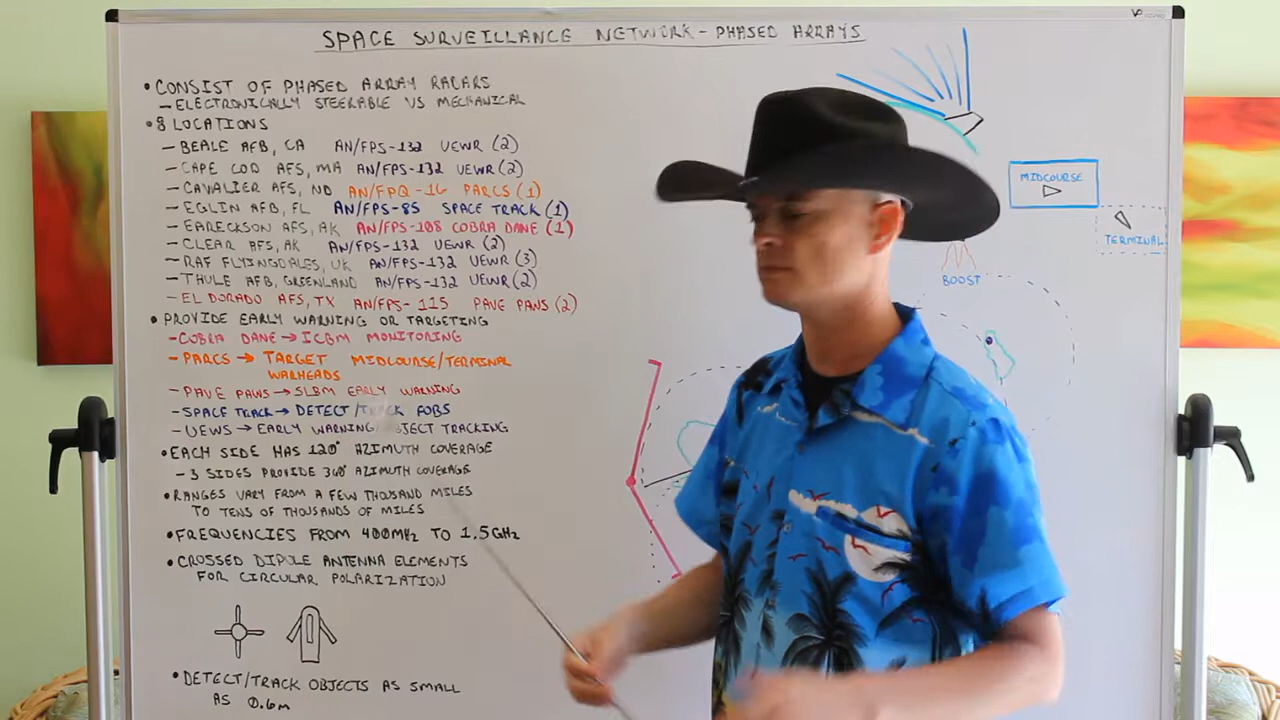 SPACE SURVEILLANCE NETWORK - PHASED ARRAYS
• CONSIST OF PHASED ARRAY RADARS
- ELECTRONICALLY STEERABLE VS MECHANICAL
• 8 LOCATIONS
- BEALE AFB, CA AN/FPS-132 UEWR (2)
- CAPE COD AFS, MA AN/FPS-132 UEWR (2)
- CAVALIER AFS, ND AN/FPQ-16 PARCS (1)
- EGLIN AFB, FL AN/FPS-85 SPACE TRACK (1)
- EARECKSON AFS, AK AN/FPS-108 COBRA DANE (1)
- CLEAR AFS, AK AN/FPS-132 UEWR (2)
- RAF FLYINGDALES, UK AN/FPS-132 UEWR (3)
- THULE AFB, GREENLAND AN/FPS-132 UEWR (2)
- EL DORADO AFS, TX AN/FPS-115 PAVE PAWS (2)
• PROVIDE EARLY WARNING OR TARGETING
- COBRA DANE → ICBM MONITORING
- PARCS → TARGET MIDCOURSE/TERMINAL
WARHEADS
- PAVE PAWS → SLBM EARLY WARNING
- SPACE TRACK → DETECT/TRACK FOBS
- UEWS → EARLY WARNING/OBJECT TRACKING
• EACH SIDE HAS 120° AZIMUTH COVERAGE
- 3 SIDES PROVIDE 360° AZIMUTH COVERAGE
• RANGES VARY FROM A FEW THOUSAND MILES
TO TENS OF THOUSANDS OF MILES
• FREQUENCIES FROM 400MHz TO 1.5GHz
• CROSSED DIPOLE ANTENNA ELEMENTS
FOR CIRCULAR POLARIZATION
• DETECT/TRACK OBJECTS AS SMALL
AS 0.6m
MIDCOURSE
TERMINAL
BOOST